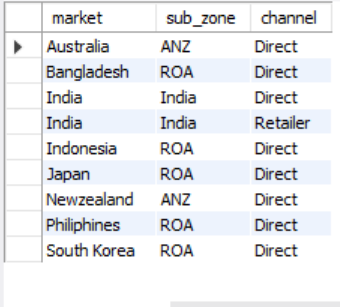 market sub_zone channel
Australia ANZ Direct
Bangladesh ROA Direct
India India Direct
India India Retailer
Indonesia ROA Direct
Japan ROA Direct
Newzealand ANZ Direct
Philiphines ROA Direct
South Korea ROA Direct